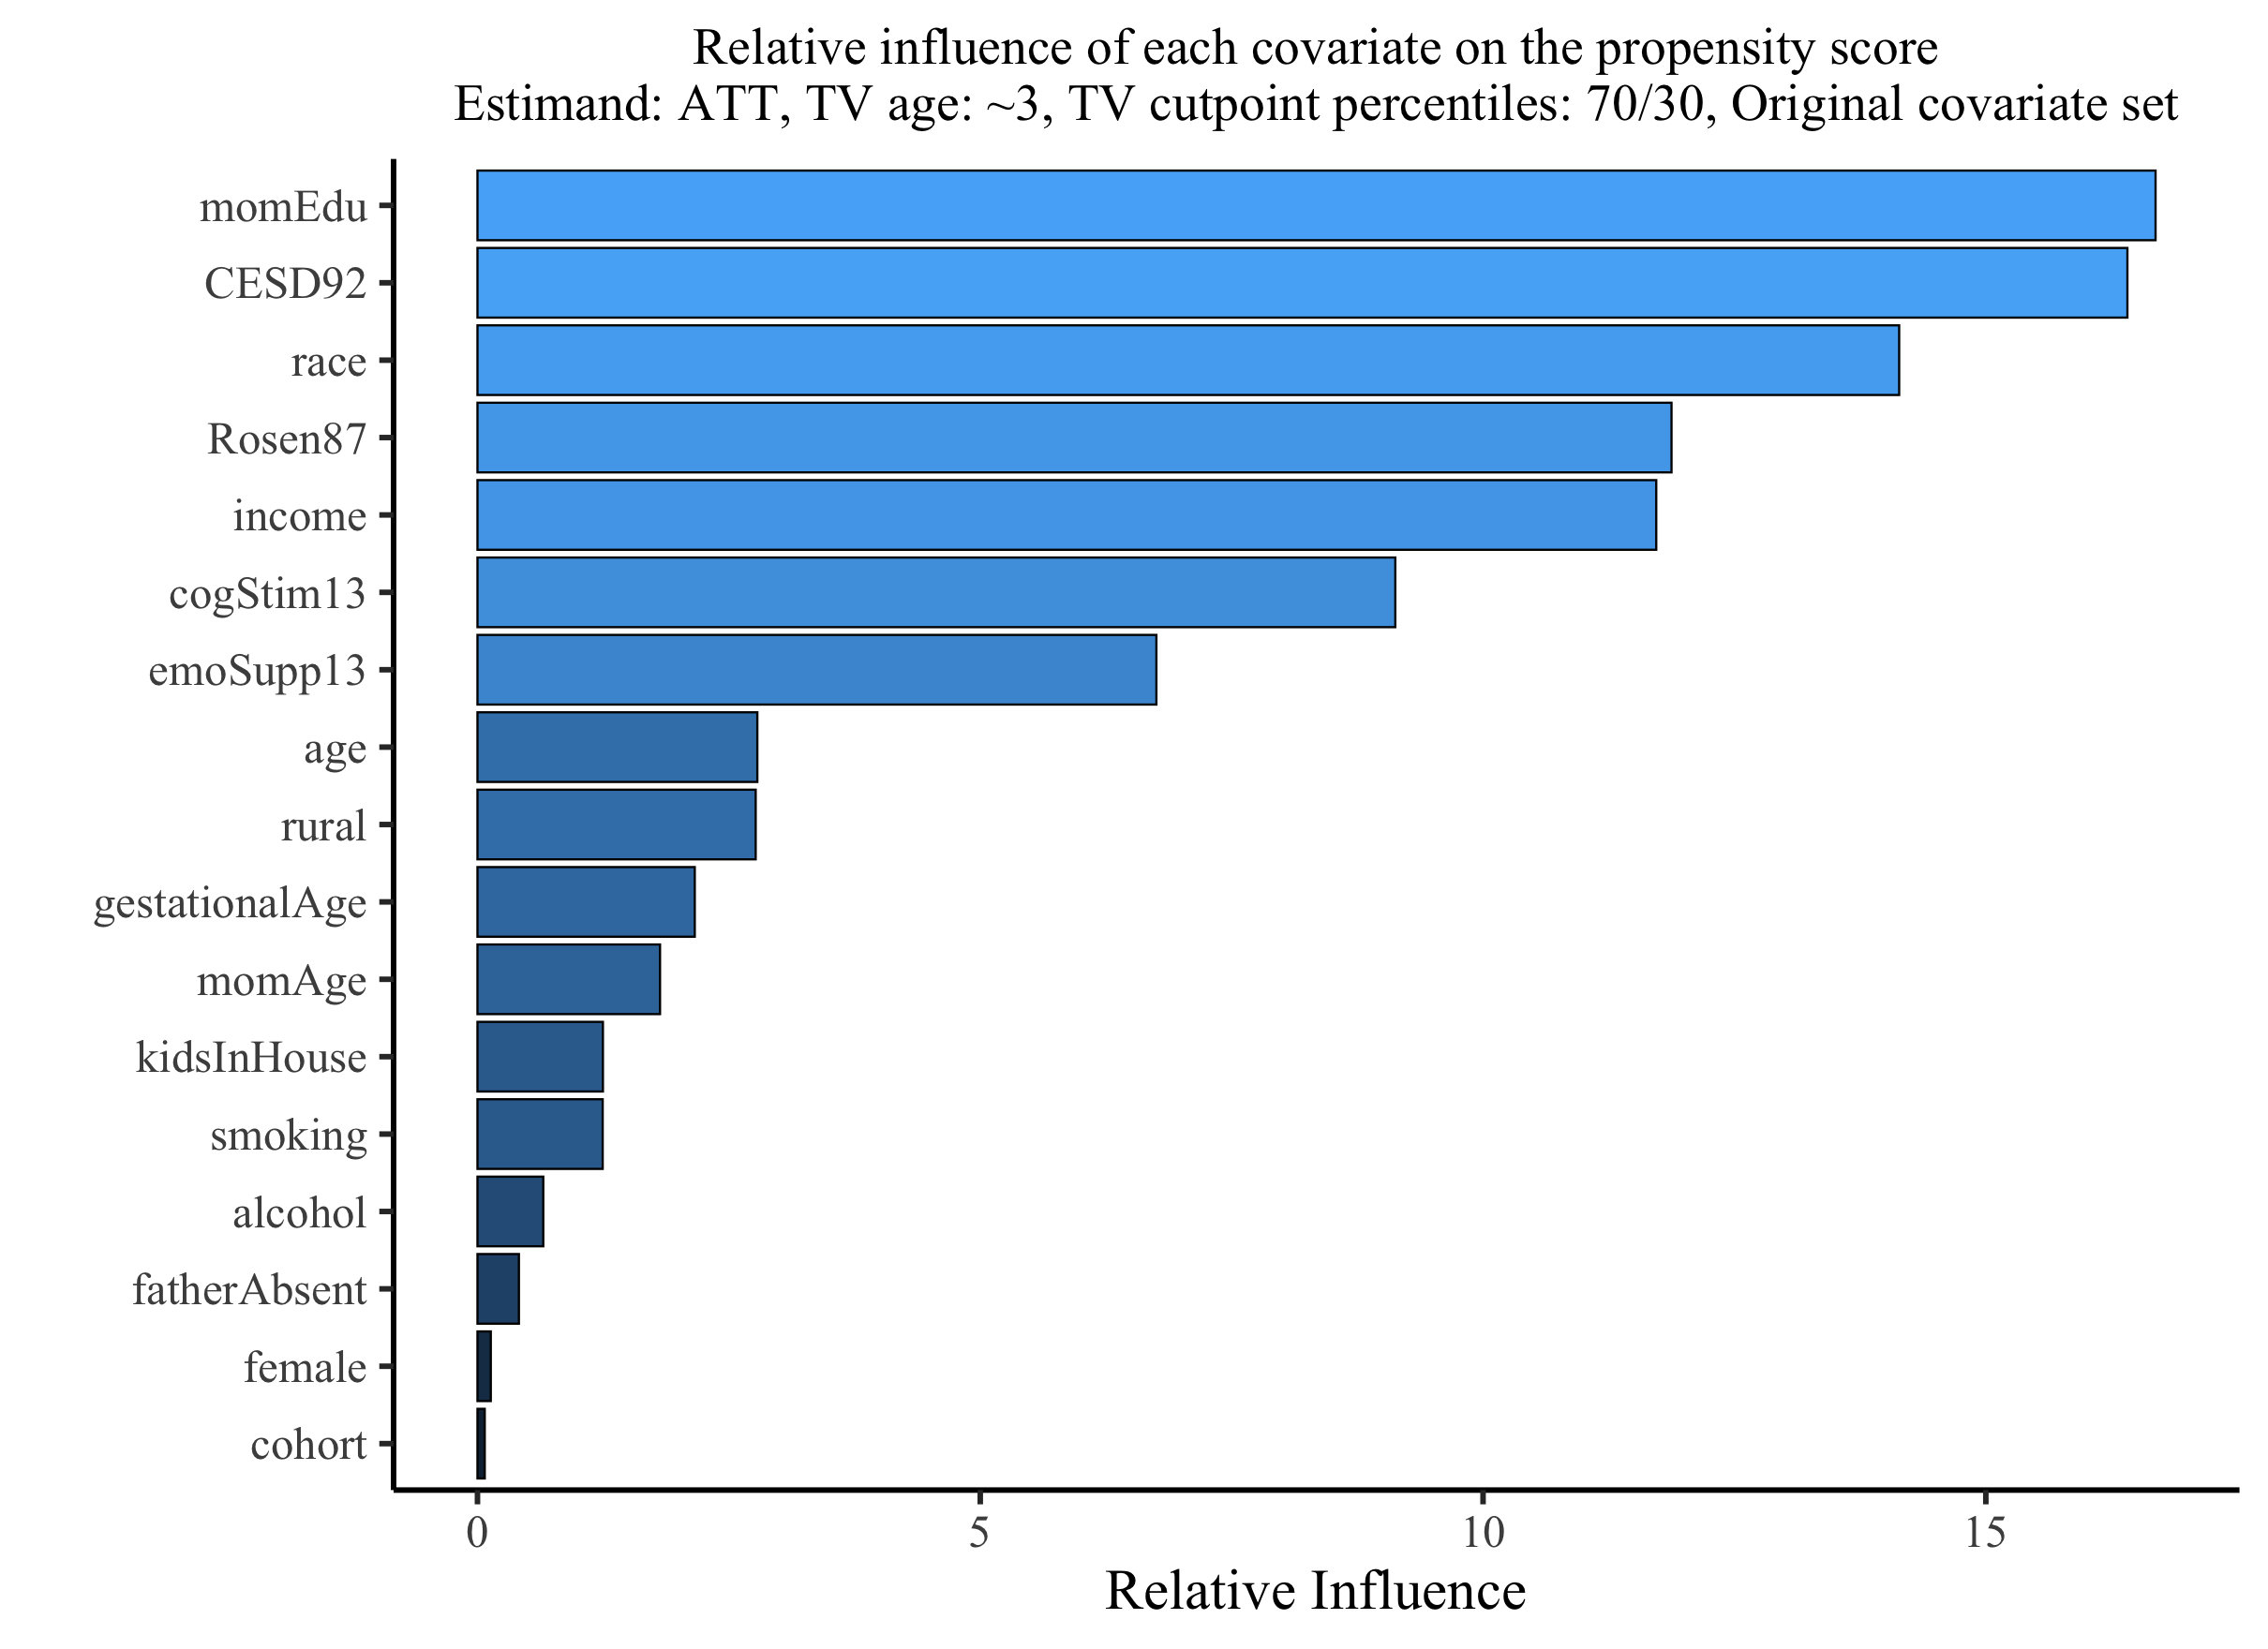 Relative influence of each covariate on the propensity score
Estimand: ATT, TV age: ~3, TV cutpoint percentiles: 70/30, Original covariate set
momEdu
CESD92
race
Rosen87
income
cogStim13
emoSupp13
age
rural
gestationalAge
momAge
kidsInHouse
smoking
alcohol
fatherAbsent
female
cohort
0 5 10 15
Relative Influence